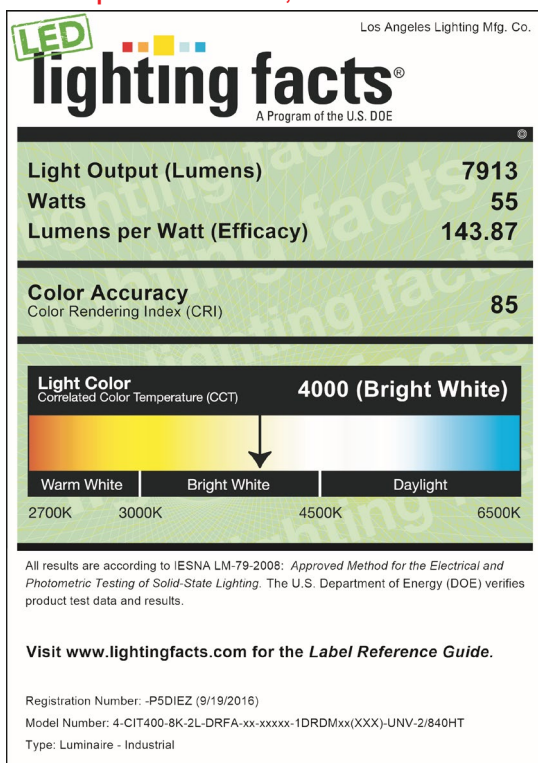 Los Angeles Lighting Mfg. Co.
LED
lighting facts®
A Program of the U.S. DOE
Light Output (Lumens) 7913
Watts 55
Lumens per Watt (Efficacy) 143.87
Color Accuracy
Color Rendering Index (CRI) 85
Light Color
Correlated Color Temperature (CCT) 4000 (Bright White)
Warm White Bright White Daylight
2700K 3000K 4500K 6500K
All results are according to IESNA LM-79-2008: Approved Method for the Electrical and
Photometric Testing of Solid-State Lighting. The U.S. Department of Energy (DOE) verifies
product test data and results.
Visit www.lightingfacts.com for the Label Reference Guide.
Registration Number: -P5DIEZ (9/19/2016)
Model Number: 4-CIT400-8K-2L-DRFA-xx-xxxxx-1DRDMxx(XXX)-UNV-2/840HT
Type: Luminaire - Industrial